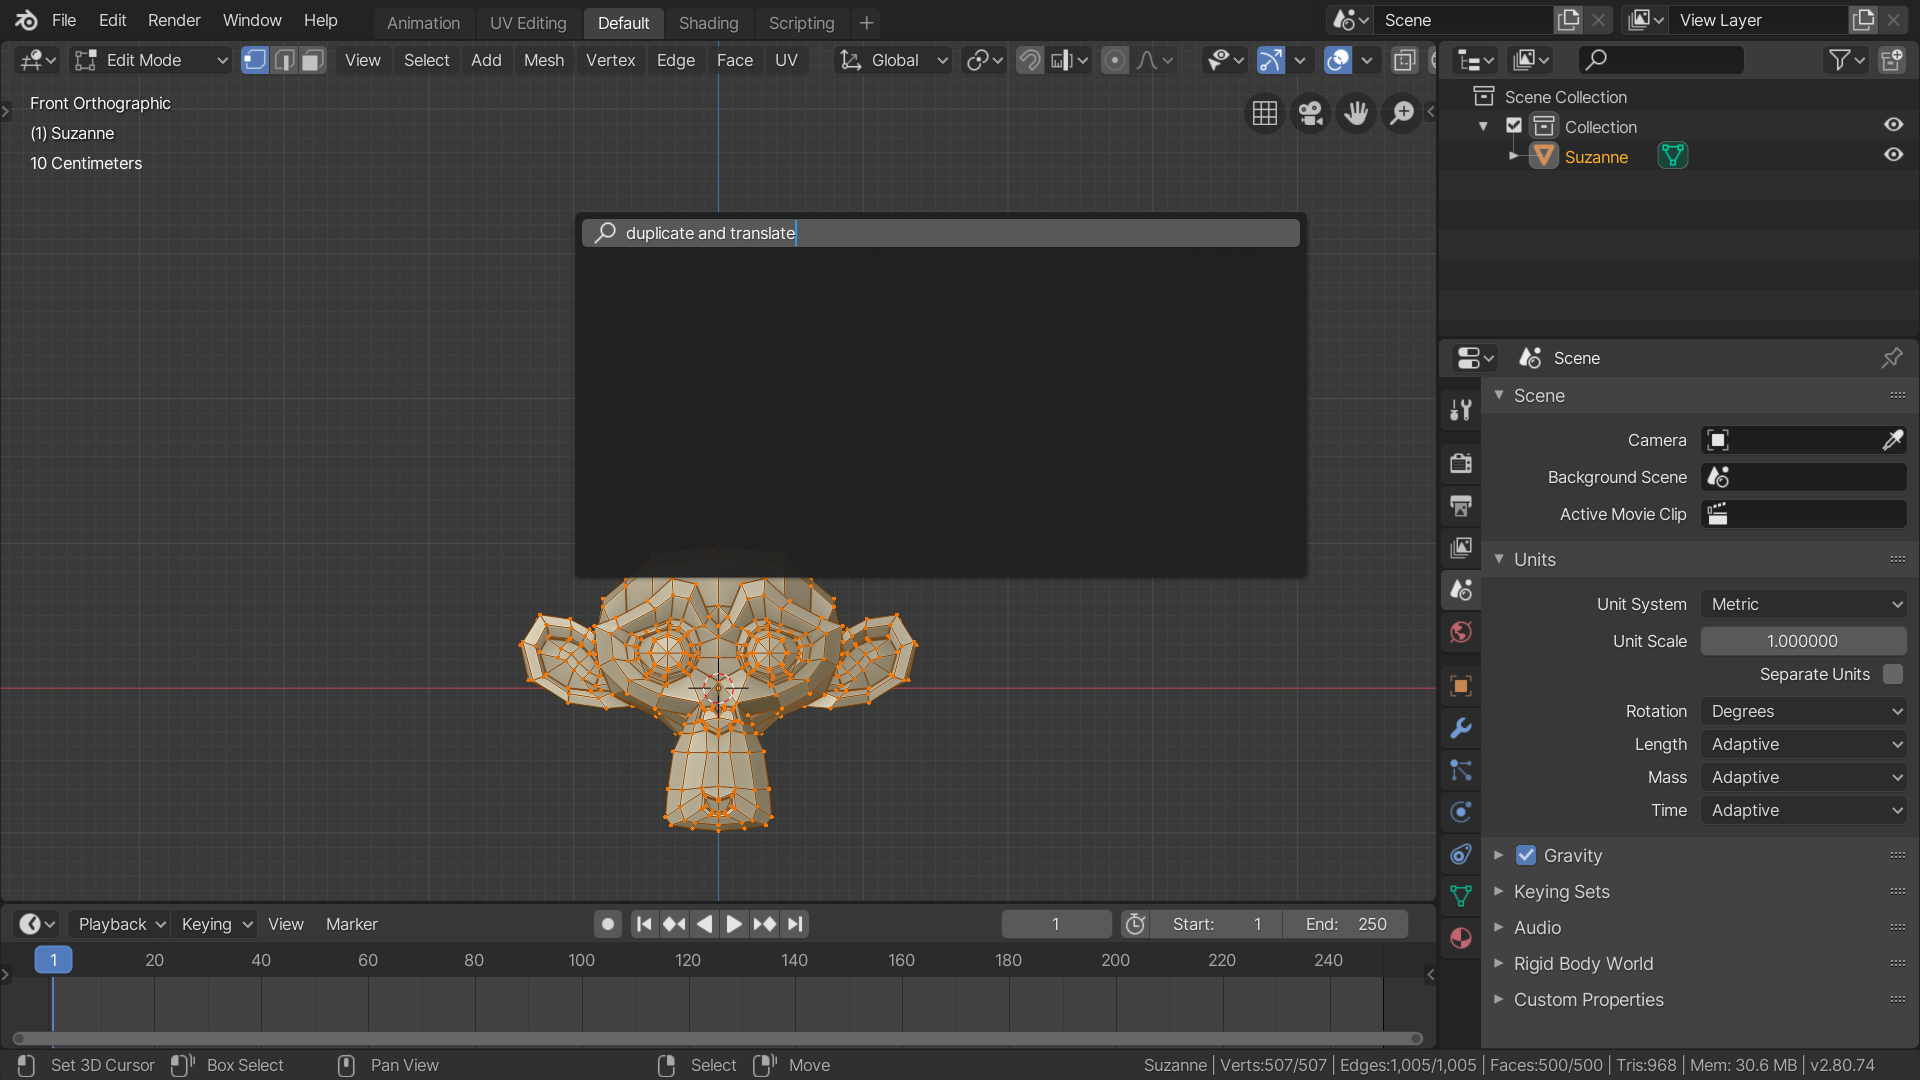 File Edit Render Window Help Animation UV Editing Default Shading Scripting Scene View Layer
Edit Mode View Select Add Mesh Vertex Edge Face UV Global
Front Orthographic
(1) Suzanne
10 Centimeters
duplicate and translate
Scene Collection
Collection
Suzanne
Scene
Scene
Camera
Background Scene
Active Movie Clip
Units
Unit System Metric
Unit Scale 1.000000
Separate Units
Rotation Degrees
Length Adaptive
Mass Adaptive
Time Adaptive
Gravity
Keying Sets
Audio
Rigid Body World
Custom Properties
Playback Keying View Marker 1 Start: 1 End: 250
1 20 40 60 80 100 120 140 160 180 200 220 240
Set 3D Cursor Box Select Pan View Select Move Suzanne | Verts:507/507 | Edges:1,005/1,005 | Faces:500/500 | Tris:968 | Mem: 30.6 MB | v2.80.74